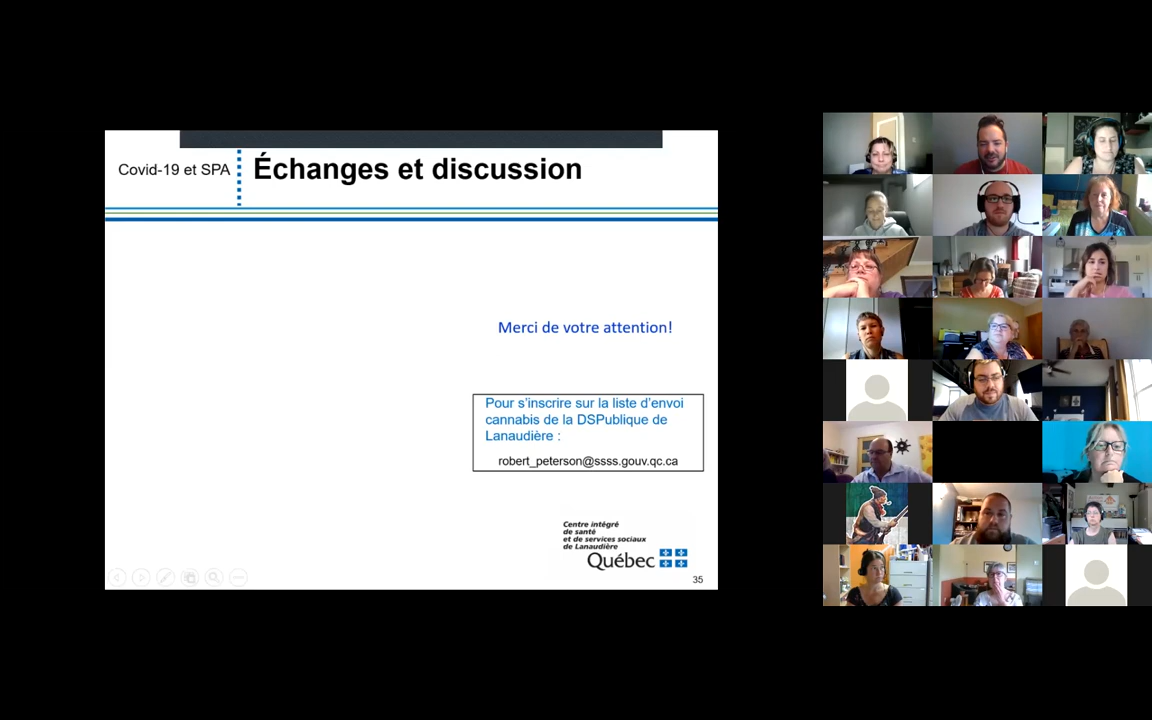 Covid-19 et SPA
Échanges et discussion
Merci de votre attention!
Pour s'inscrire sur la liste d'envoi
cannabis de la DSPublique de
Lanaudière :
robert_peterson@ssss.gouv.qc.ca
Centre intégré
de santé
et de services sociaux
de Lanaudière
Québec
35